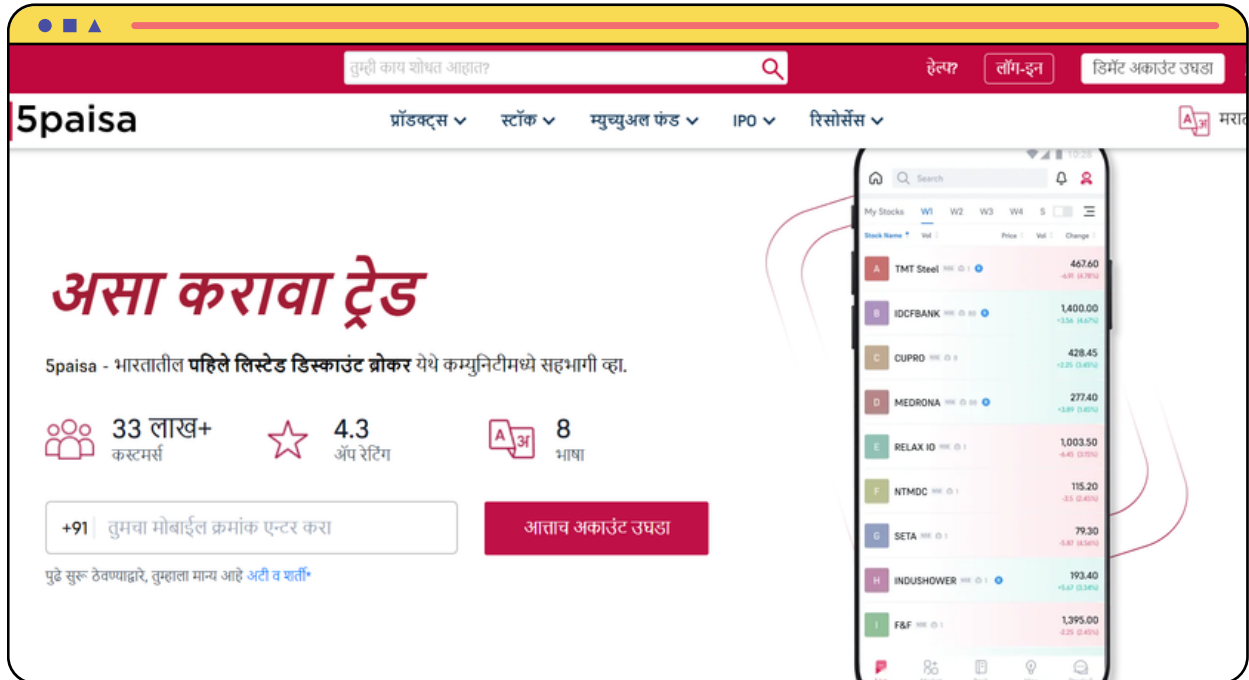 तुम्ही काय शोधत आहात?
हेल्प?
लॉग-इन
डिमॅट अकाउंट उघडा
5paisa
प्रॉडक्ट्स
स्टॉक
म्युच्युअल फंड
IPO
रिसोर्सेस
असा करावा ट्रेड
5paisa - भारतातील पहिले लिस्टेड डिस्काउंट ब्रोकर येथे कम्युनिटीमध्ये सहभागी व्हा.
33 लाख+
कस्टमर्स
4.3
ॲप रेटिंग
8
भाषा
+91 तुमचा मोबाईल क्रमांक एन्टर करा
आत्ताच अकाउंट उघडा
पुढे सुरू ठेवण्याद्वारे, तुम्हाला मान्य आहे अटी व शर्ती*
10:28
Search
My Stocks W1 W2 W3 W4 S
Stock Name Vol Price Vol Change
A TMT Steel 467.60
B IDCFBANK 1,400.00
C CUPRO 428.45
D MEDRONA 277.40
E RELAX IO 1,003.50
F NTMDC 115.20
G SETA 79.30
H INDUSHOWER 193.40
I F&F 1,395.00